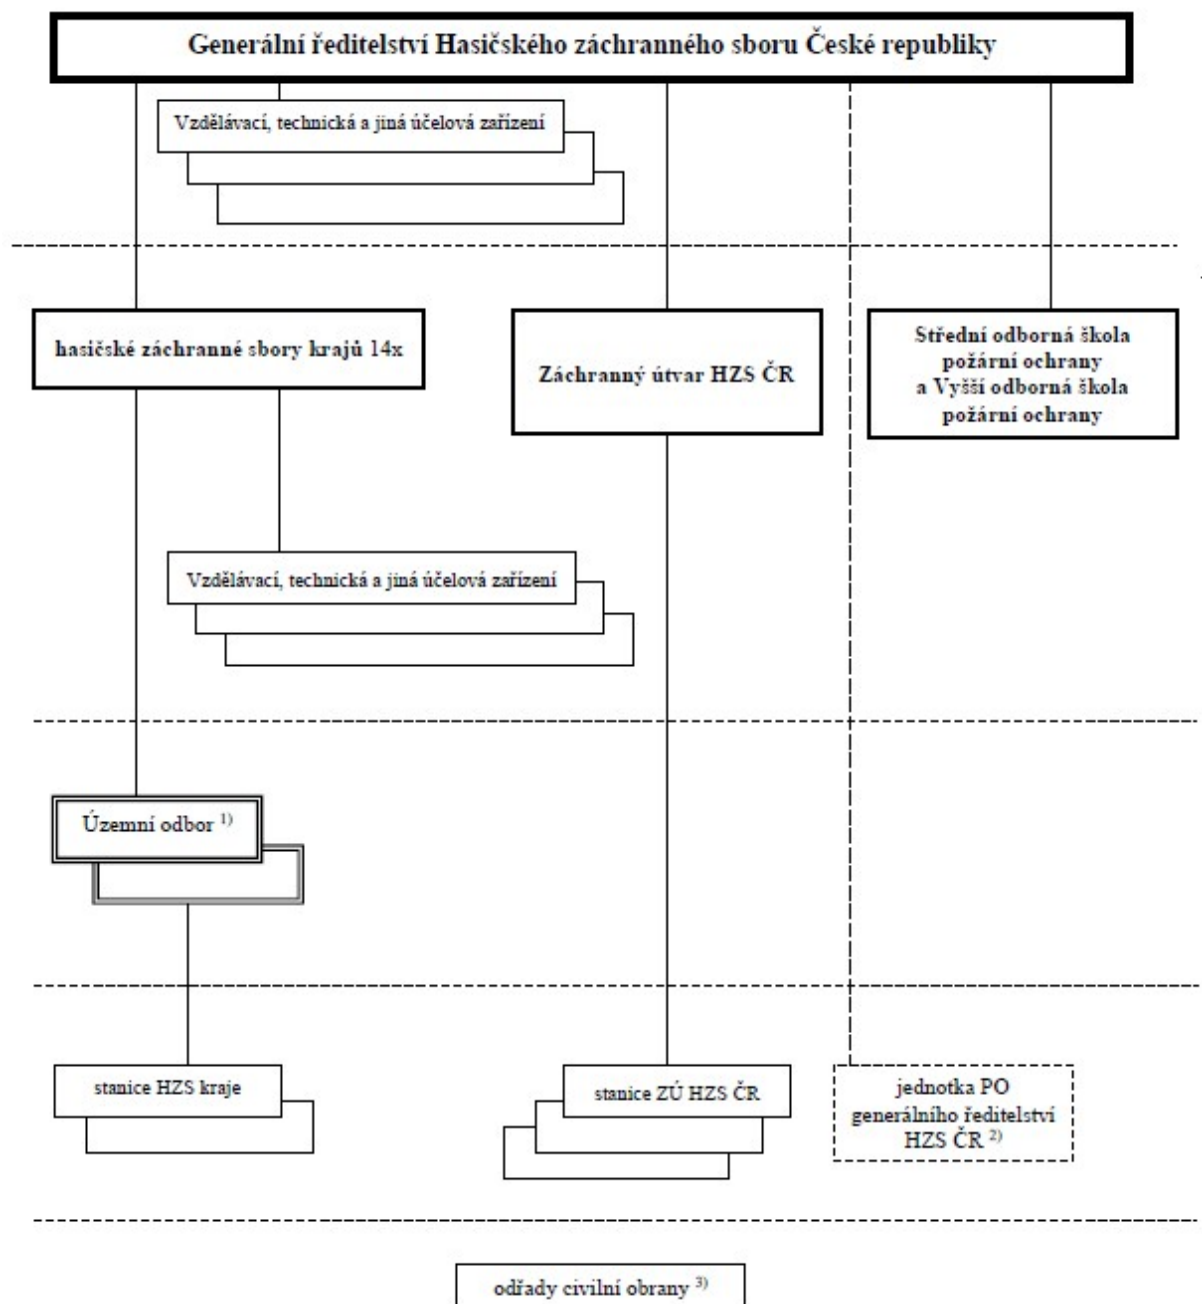 Generální ředitelství Hasičského záchranného sboru České republiky
Vzdělávací, technická a jiná účelová zařízení
hasičské záchranné sbory krajů 14x
Záchranný útvar HZS ČR
Střední odborná škola
požární ochrany
a Vyšší odborná škola
požární ochrany
Vzdělávací, technická a jiná účelová zařízení
Územní odbor 1)
stanice HZS kraje
stanice ZÚ HZS ČR
jednotka PO
generálního ředitelství
HZS ČR 2)
odřady civilní obrany 3)